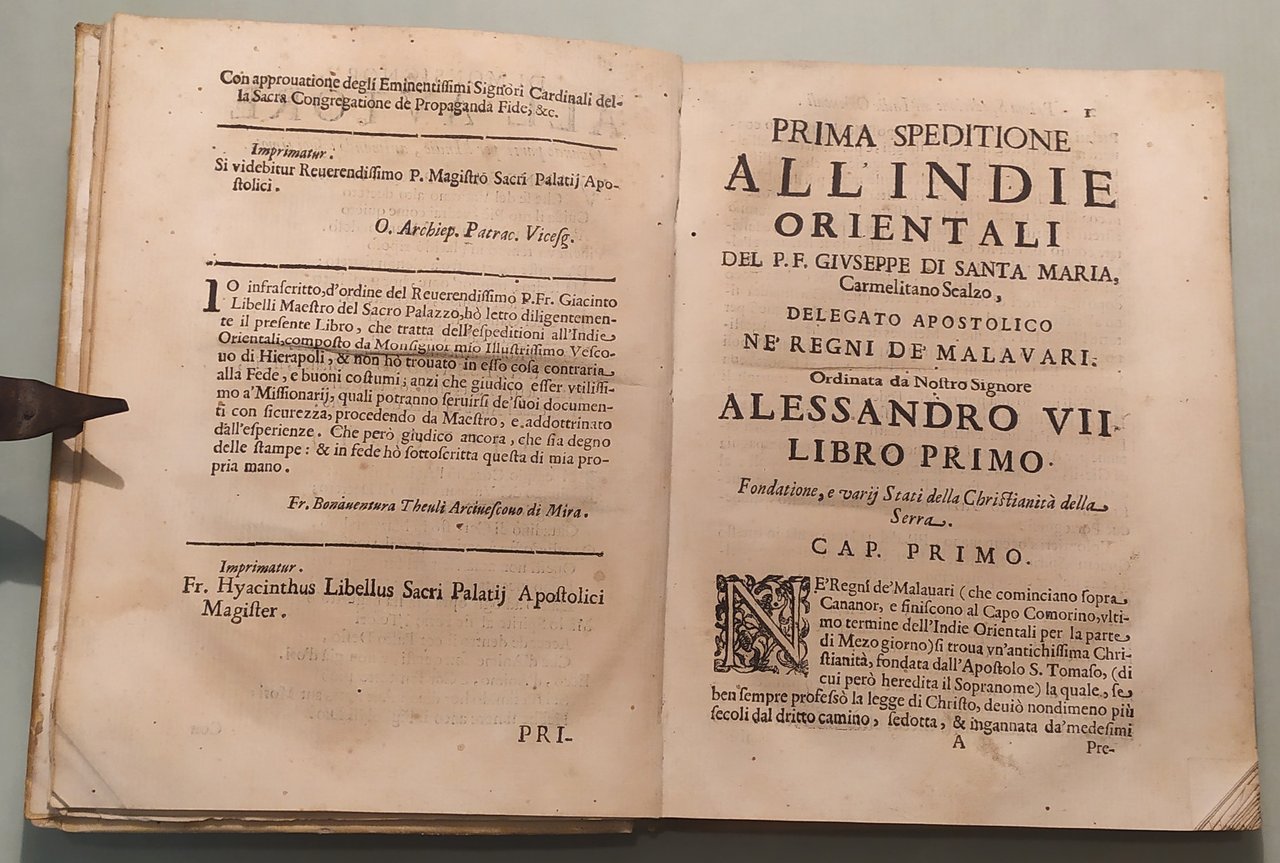 Con approuatione degli Eminentissimi Signori Cardinali del-
la Sacra Congregatione de Propaganda Fide, &c.
Imprimatur.
Si videbitur Reuerendissimo P. Magistro Sacri Palatij Apo-
stolici.
O. Archiep. Patrac. Vicesg.
IO infrascritto, d'ordine del Reuerendissimo P.Fr. Giacinto
Libelli Maestro del Sacro Palazzo, hò letto diligentemen-
te il presente Libro, che tratta dell'espeditioni all'Indie
Orientali, composto da Monsignor mio Illustrissimo Vesco-
uo di Hierapoli, & non hò trouato in esso cosa contraria
alla Fede, e buoni costumi; anzi che giudico esser vtilissi-
mo a'Missionarij, quali potranno seruirsi de'suoi documen-
ti con sicurezza, procedendo da Maestro, e addottrinato
dall'esperienze. Che però giudico ancora, che sia degno
delle stampe: & in fede hò sottoscritta questa di mia pro-
pria mano.
Fr. Bonauentura Theuli Arciuescouo di Mira.
Imprimatur.
Fr. Hyacinthus Libellus Sacri Palatij Apostolici
Magister.
PRI-
1
PRIMA SPEDITIONE
ALL'INDIE
ORIENTALI
DEL P.F. GIVSEPPE DI SANTA MARIA,
Carmelitano Scalzo,
DELEGATO APOSTOLICO
NE' REGNI DE' MALAVARI.
Ordinata da Nostro Signore
ALESSANDRO VII.
LIBRO PRIMO.
Fondatione, e varij Stati della Christianità della
Serra.
CAP. PRIMO.
NE'Regni de'Malauari (che cominciano sopra
Cananor, e finiscono al Capo Comorino, vlti-
mo termine dell'Indie Orientali per la parte
di Mezo giorno) si troua vn'antichissima Chri-
stianità, fondata dall'Apostolo S. Tomaso, (di
cui però heredita il Sopranome) la quale, se
ben sempre professò la legge di Christo, deuiò nondimeno più
secoli dal dritto camino, sedotta, & ingannata da'medesimi
A
Pre-